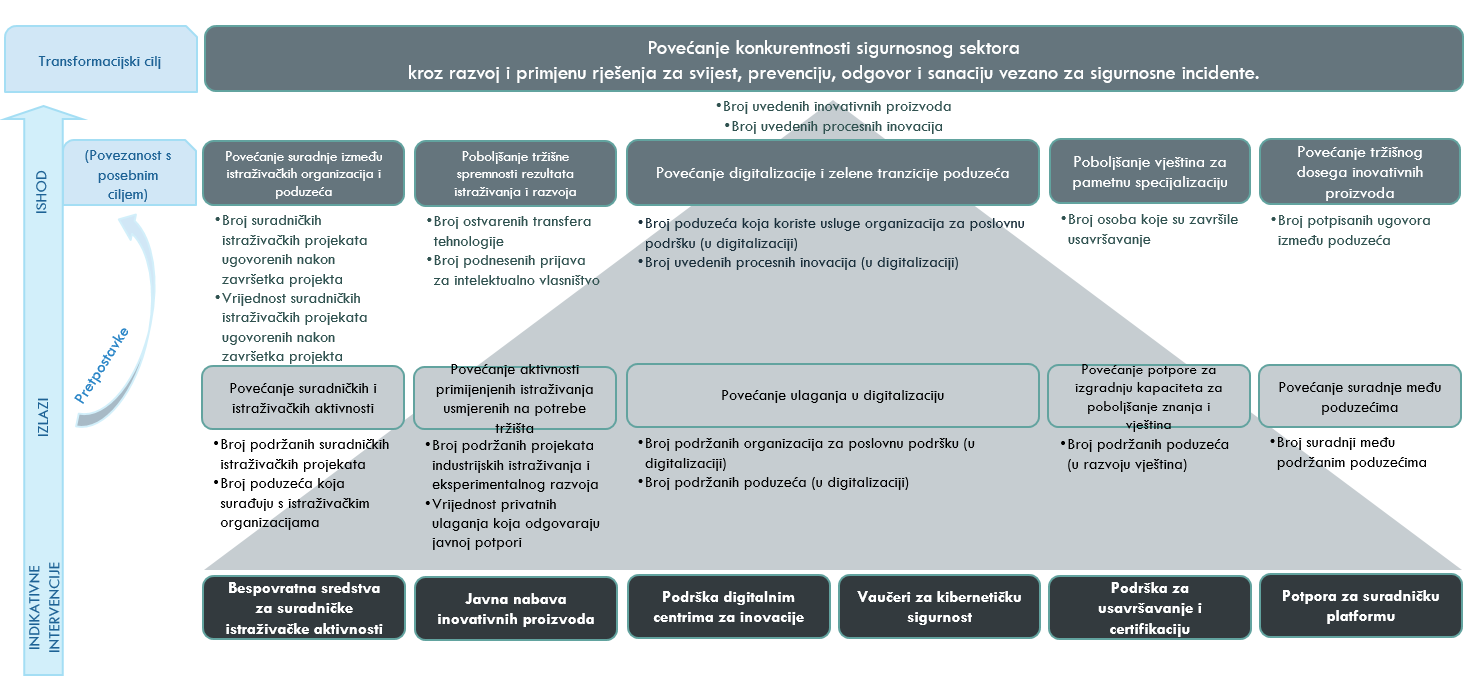 Transformacijski cilj
Povećanje konkurentnosti sigurnosnog sektora
kroz razvoj i primjenu rješenja za svijest, prevenciju, odgovor i sanaciju vezano za sigurnosne incidente.
•Broj uvedenih inovativnih proizvoda
•Broj uvedenih procesnih inovacija
ISHOD
(Povezanost s
posebnim
ciljem)
Povećanje suradnje između
istraživačkih organizacija i
poduzeća
Poboljšanje tržišne
spremnosti rezultata
istraživanja i razvoja
Povećanje digitalizacije i zelene tranzicije poduzeća
Poboljšanje vještina za
pametnu specijalizaciju
Povećanje tržišnog
dosega inovativnih
proizvoda
•Broj suradničkih
istraživačkih projekata
ugovorenih nakon
završetka projekta
•Vrijednost suradničkih
istraživačkih projekata
ugovorenih nakon
završetka projekta
•Broj ostvarenih transfera
tehnologije
•Broj podnesenih prijava
za intelektualno vlasništvo
•Broj poduzeća koja koriste usluge organizacija za poslovnu
podršku (u digitalizaciji)
•Broj uvedenih procesnih inovacija (u digitalizaciji)
•Broj osoba koje su završile
usavršavanje
•Broj potpisanih ugovora
između poduzeća
Pretpostavke
IZLAZI
Povećanje suradničkih i
istraživačkih aktivnosti
Povećanje aktivnosti
primijenjenih istraživanja
usmjerenih na potrebe
tržišta
Povećanje ulaganja u digitalizaciju
Povećanje potpore za
izgradnju kapaciteta za
poboljšanje znanja i
vještina
Povećanje suradnje među
poduzećima
•Broj podržanih suradničkih
istraživačkih projekata
•Broj poduzeća koja
surađuju s istraživačkim
organizacijama
•Broj podržanih projekata
industrijskih istraživanja i
eksperimentalnog razvoja
•Vrijednost privatnih
ulaganja koja odgovaraju
javnoj potpori
•Broj podržanih organizacija za poslovnu podršku (u
digitalizaciji)
•Broj podržanih poduzeća (u digitalizaciji)
•Broj podržanih poduzeća
(u razvoju vještina)
•Broj suradnji među
podržanim poduzećima
INDIKATIVNE
INTERVENCIJE
Bespovratna sredstva
za suradničke
istraživačke aktivnosti
Javna nabava
inovativnih proizvoda
Podrška digitalnim
centrima za inovacije
Vaučeri za kibernetičku
sigurnost
Podrška za
usavršavanje i
certifikaciju
Potpora za suradničku
platformu